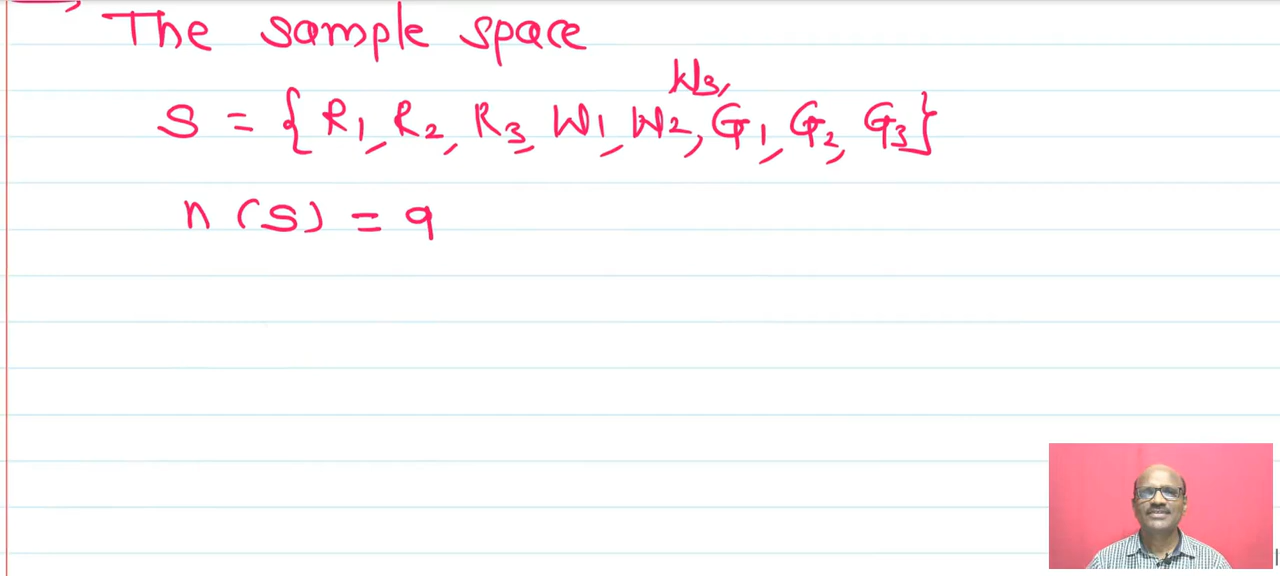 The sample space
W3,
S = { R1, R2, R3, W1, W2, G1, G2, G3}
n (S) = 9